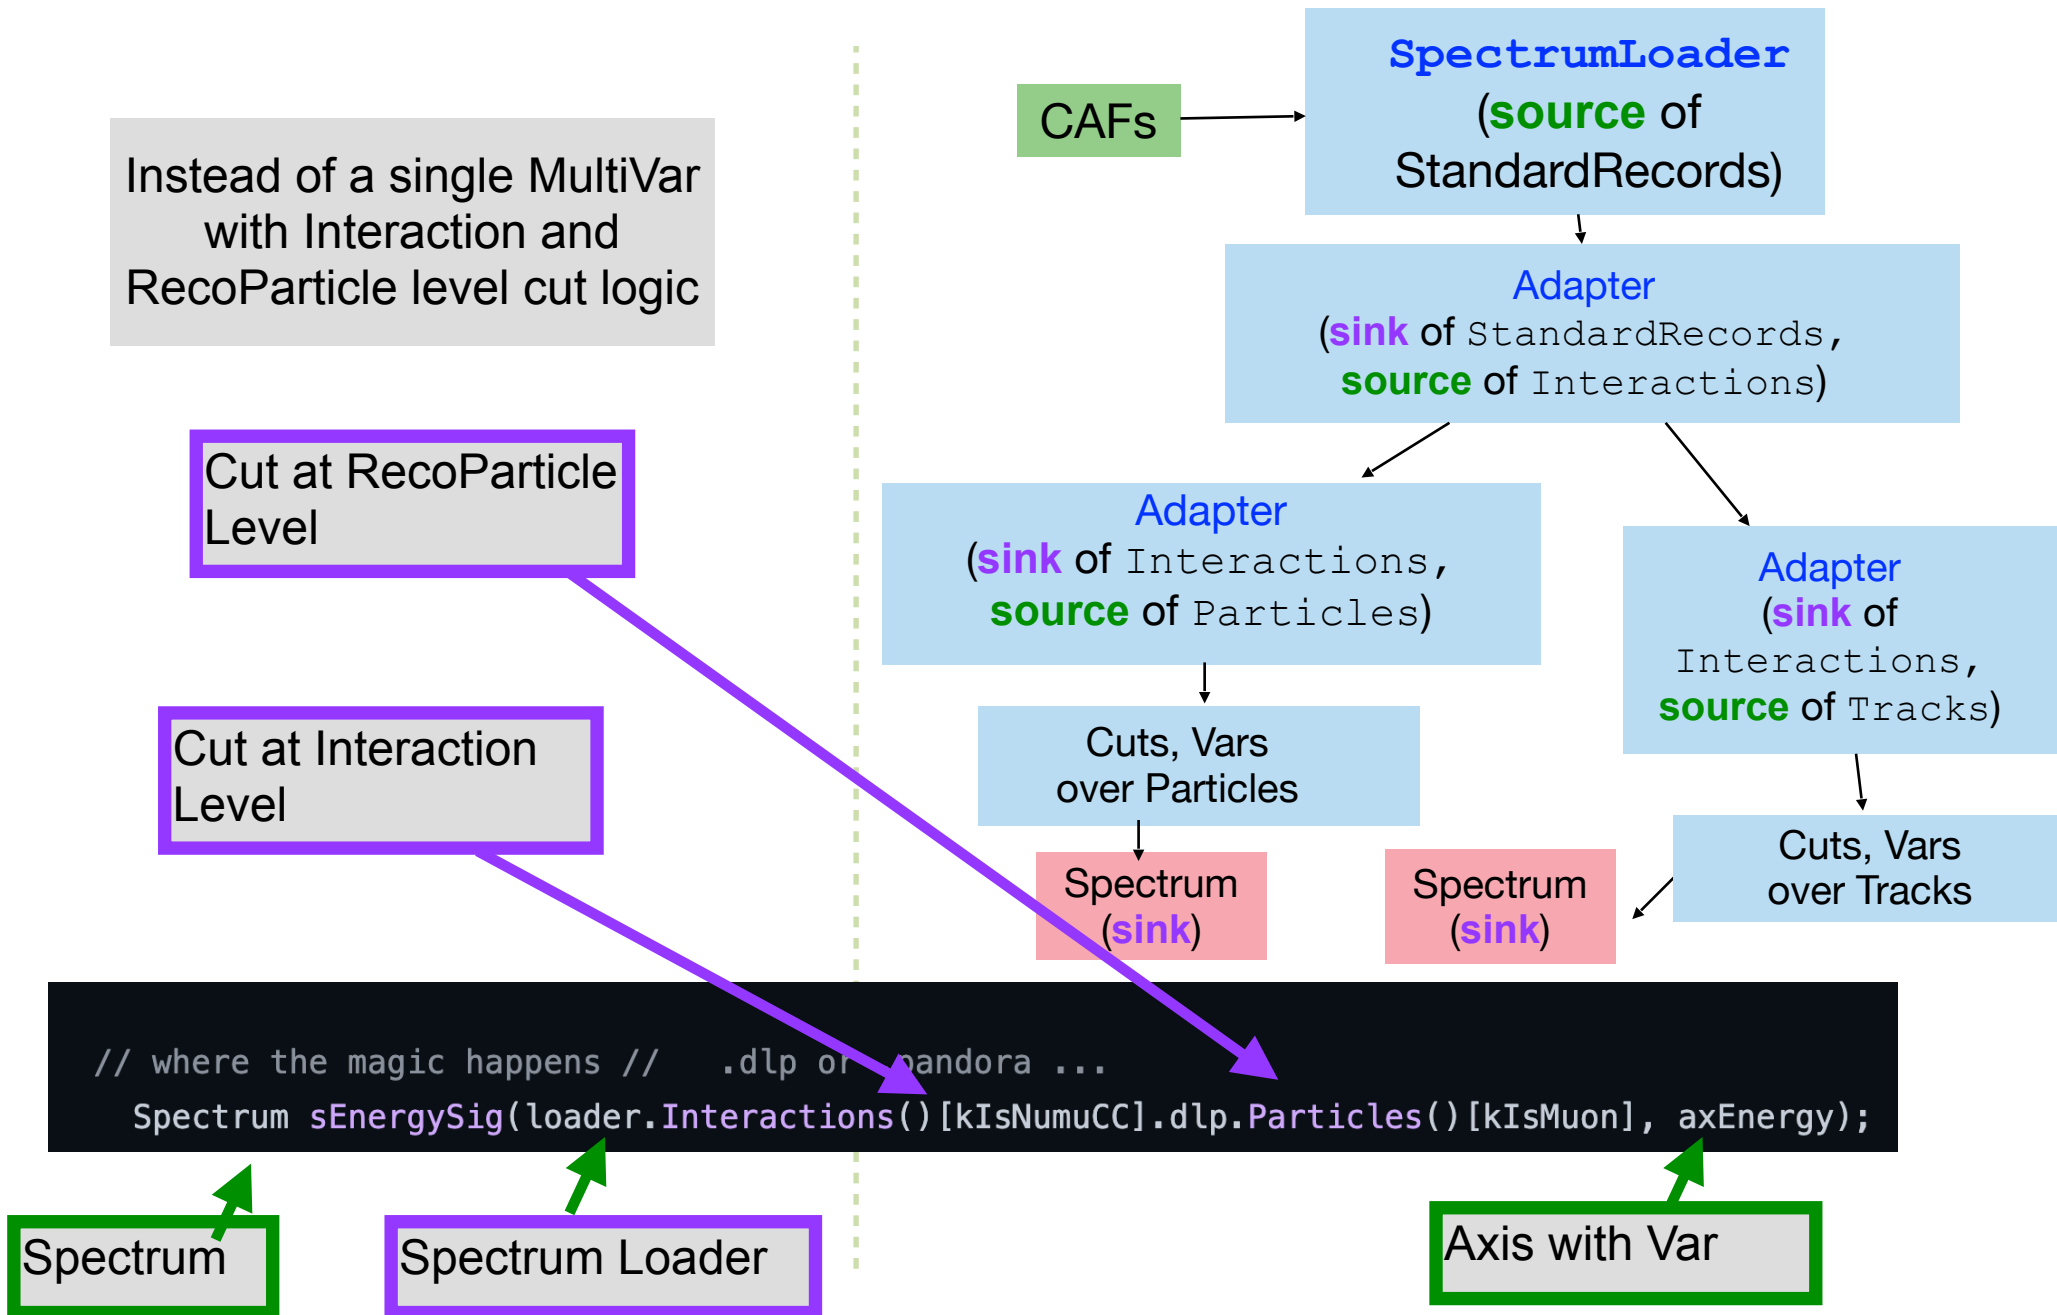 Instead of a single MultiVar
with Interaction and
RecoParticle level cut logic
Cut at RecoParticle
Level
Cut at Interaction
Level
CAFs
SpectrumLoader
(source of
StandardRecords)
Adapter
(sink of StandardRecords,
source of Interactions)
Adapter
(sink of Interactions,
source of Particles)
Adapter
(sink of
Interactions,
source of Tracks)
Cuts, Vars
over Particles
Cuts, Vars
over Tracks
Spectrum
(sink)
Spectrum
(sink)
// where the magic happens // .dlp or pandora ...
Spectrum sEnergySig(loader.Interactions()[kIsNumuCC].dlp.Particles()[kIsMuon], axEnergy);
Spectrum
Spectrum Loader
Axis with Var